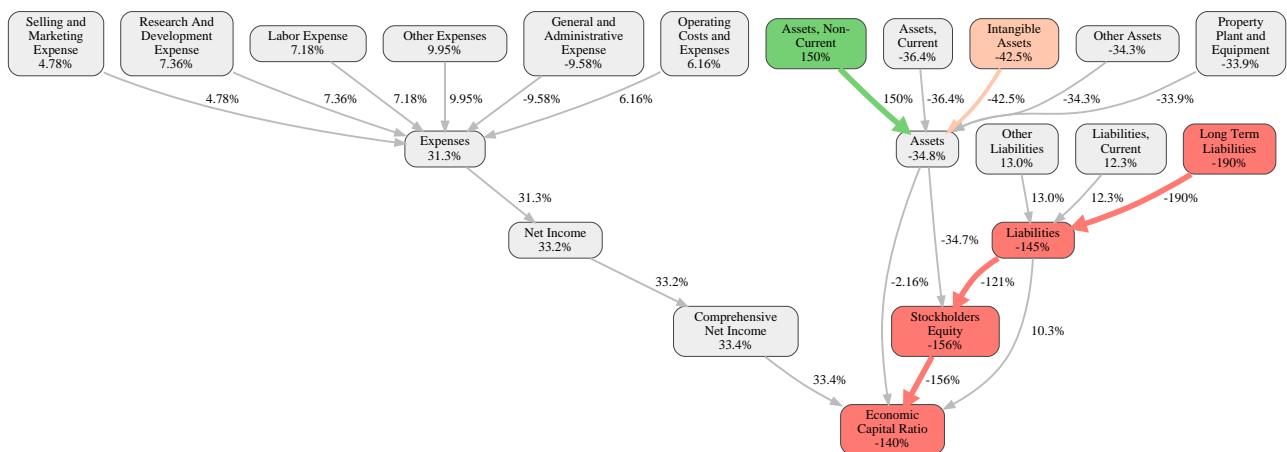 Selling and
Marketing
Expense
4.78%
Research And
Development
Expense
7.36%
Labor Expense
7.18%
Other Expenses
9.95%
General and
Administrative
Expense
-9.58%
Operating
Costs and
Expenses
6.16%
Assets, Non-
Current
150%
Assets,
Current
-36.4%
Intangible
Assets
-42.5%
Other Assets
-34.3%
Property
Plant and
Equipment
-33.9%
4.78%
7.36%
7.18%
9.95%
-9.58%
6.16%
150%
-36.4%
-42.5%
-34.3%
-33.9%
Expenses
31.3%
Assets
-34.8%
Other
Liabilities
13.0%
Liabilities,
Current
12.3%
Long Term
Liabilities
-190%
31.3%
13.0%
12.3%
-190%
Net Income
33.2%
-34.7%
Liabilities
-145%
33.2%
-2.16%
-121%
Comprehensive
Net Income
33.4%
Stockholders
Equity
-156%
10.3%
33.4%
-156%
Economic
Capital Ratio
-140%